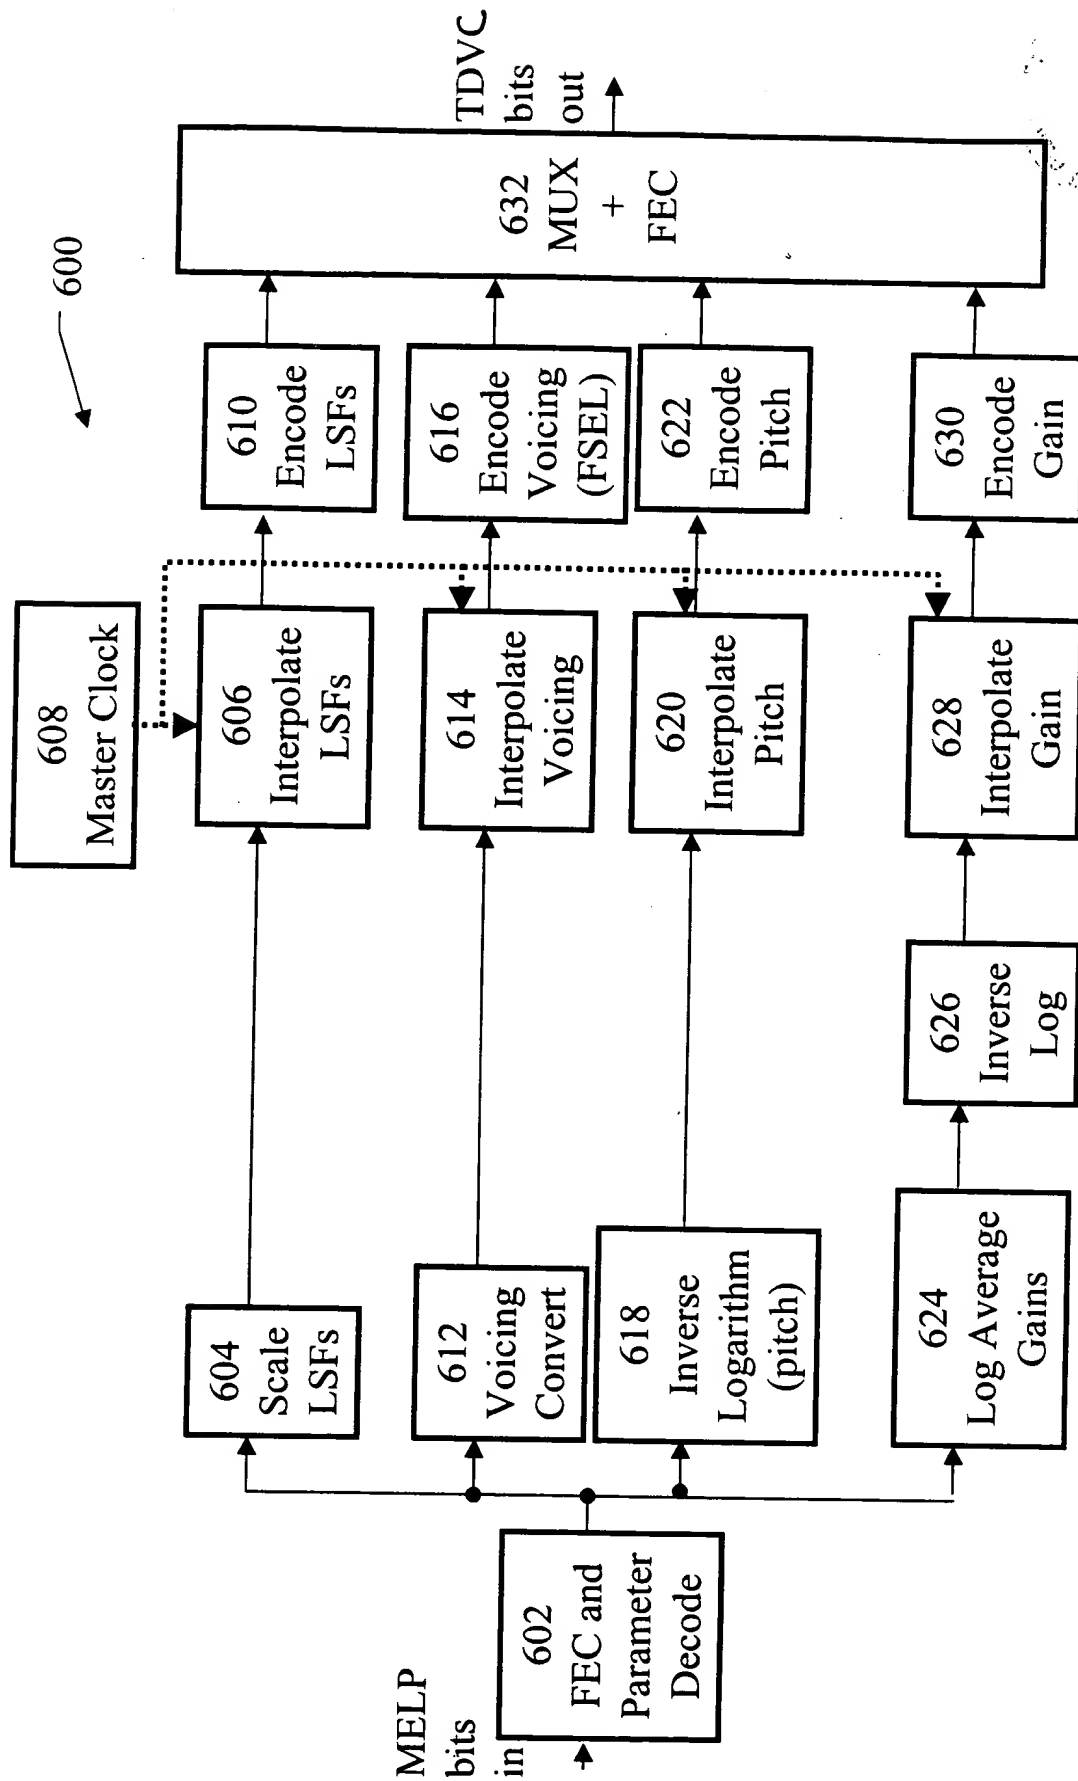 600
MELP
bits
in
602
FEC and
Parameter
Decode
604
Scale
LSFs
606
Interpolate
LSFs
608
Master Clock
610
Encode
LSFs
612
Voicing
Convert
614
Interpolate
Voicing
616
Encode
Voicing
(FSEL)
618
Inverse
Logarithm
(pitch)
620
Interpolate
Pitch
622
Encode
Pitch
624
Log Average
Gains
626
Inverse
Log
628
Interpolate
Gain
630
Encode
Gain
632
MUX
+
FEC
TDVC
bits
out